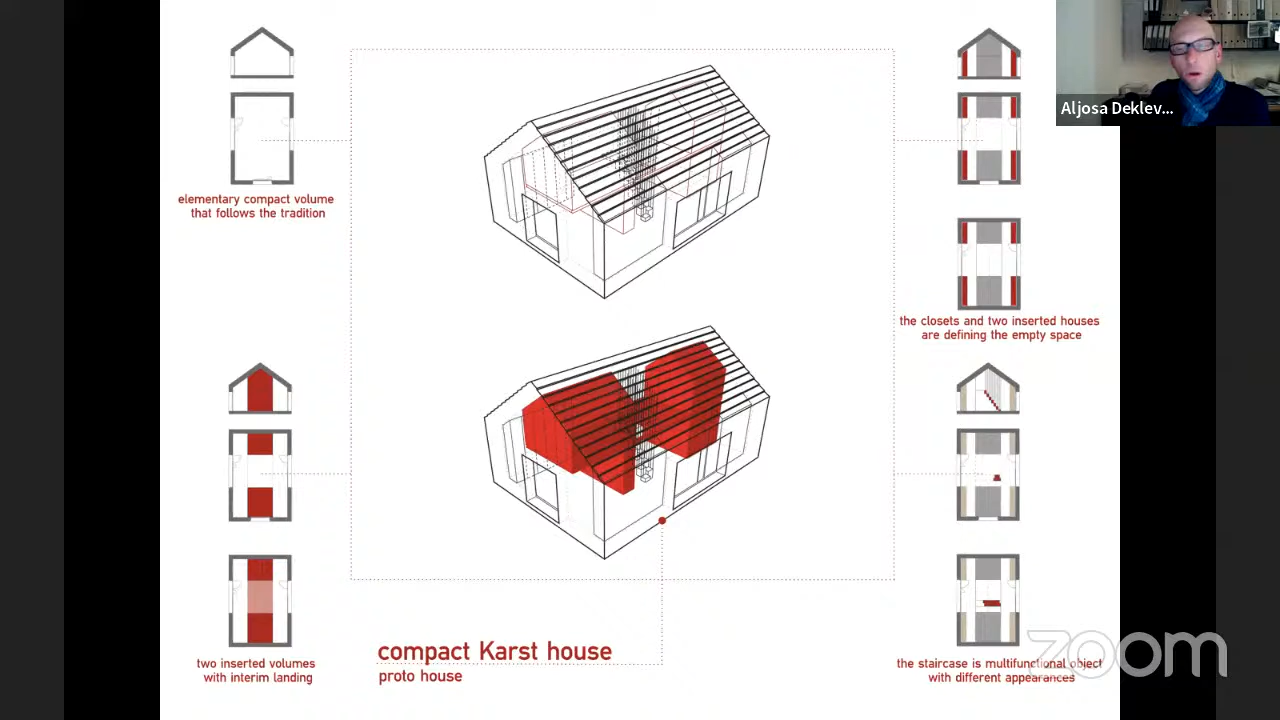 Aljosa Deklev...
elementary compact volume
that follows the tradition
the closets and two inserted houses
are defining the empty space
two inserted volumes
with interim landing
compact Karst house
proto house
the staircase is multifunctional object
with different appearances
zoom